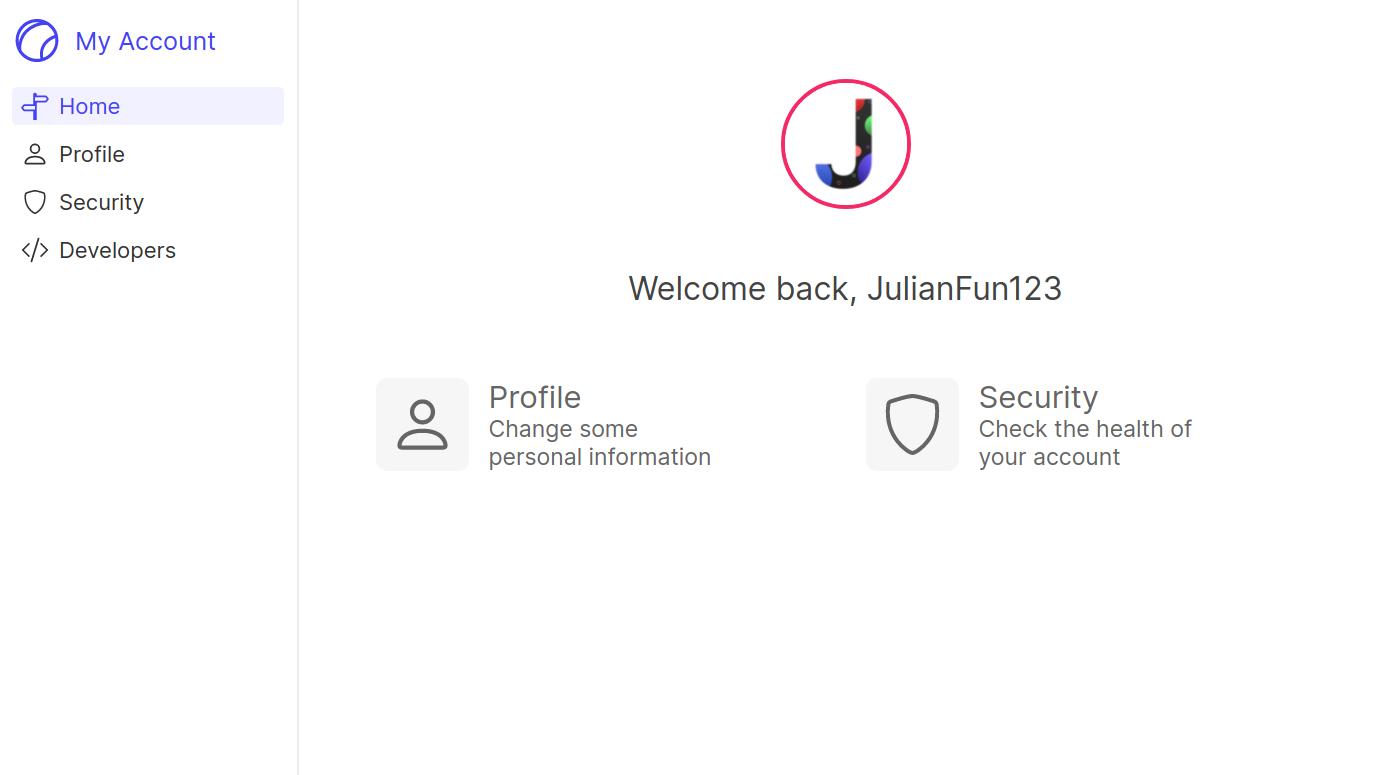 My Account
Home
Profile
Security
Developers
J
Welcome back, JulianFun123
Profile
Change some
personal information
Security
Check the health of
your account